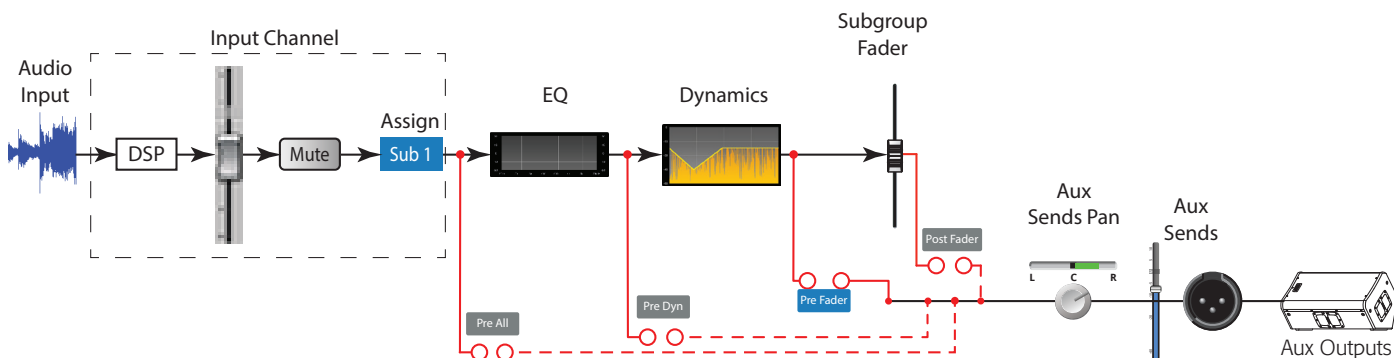 Audio
Input
Input Channel
DSP
Mute
Assign
Sub 1
EQ
Dynamics
Subgroup
Fader
Post Fader
Pre Fader
Pre Dyn
Pre All
Aux
Sends Pan
L C R
Aux
Sends
Aux Outputs